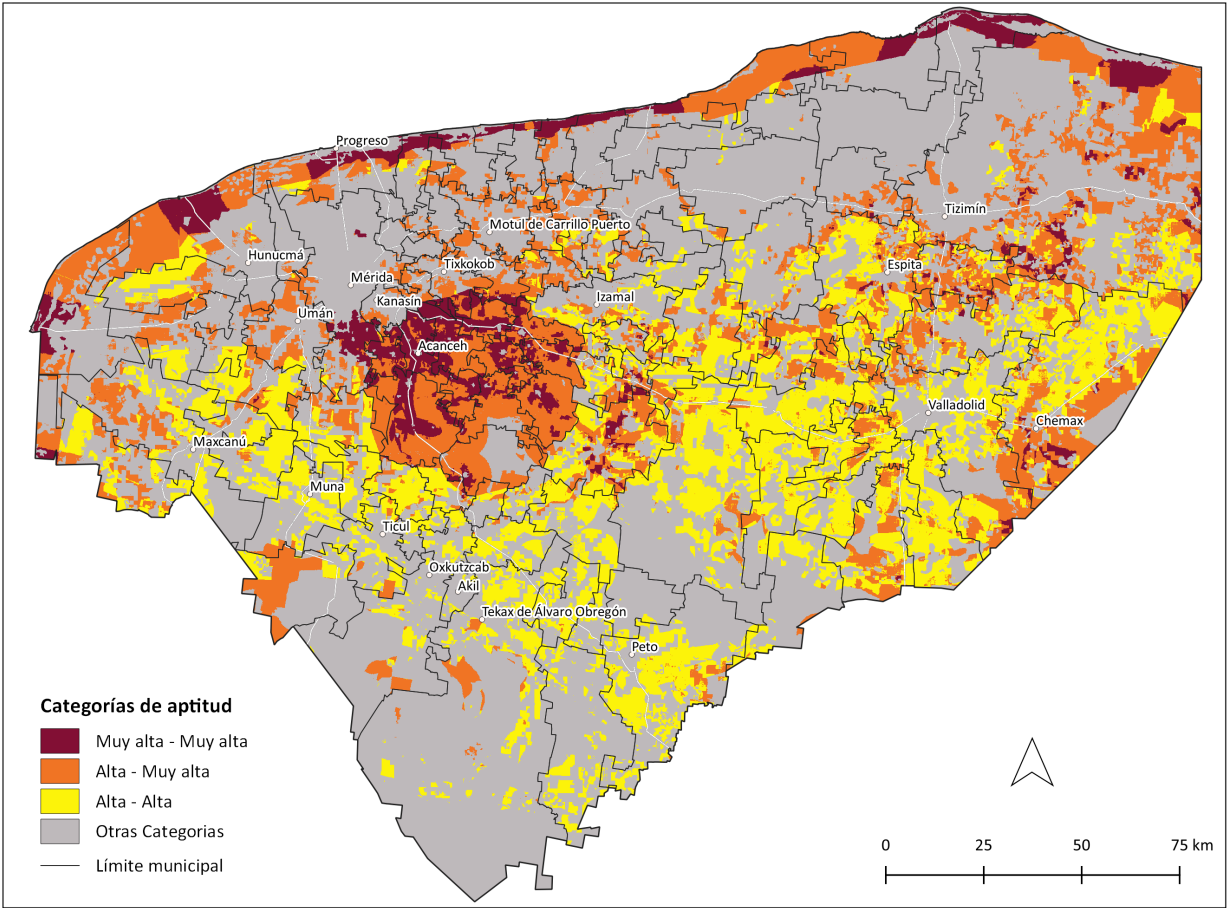 Progreso
Tizimín
Motul de Carrillo Puerto
Hunucmá
Tixkokob
Espita
Mérida
Kanasín
Izamal
Umán
Acanceh
Valladolid
Chemax
Maxcanú
Muna
Ticul
Oxkutzcab
Akil
Tekax de Álvaro Obregón
Peto
Categorías de aptitud
Muy alta - Muy alta
Alta - Muy alta
Alta - Alta
Otras Categorias
Límite municipal
0 25 50 75 km